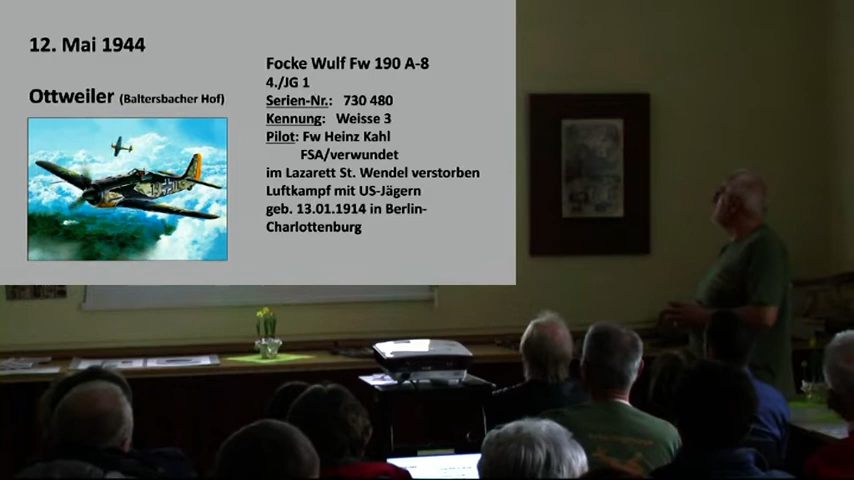 12. Mai 1944
Ottweiler (Baltersbacher Hof)
Focke Wulf Fw 190 A-8
4./JG 1
Serien-Nr.: 730 480
Kennung: Weisse 3
Pilot: Fw Heinz Kahl
FSA/verwundet
im Lazarett St. Wendel verstorben
Luftkampf mit US-Jägern
geb. 13.01.1914 in Berlin-
Charlottenburg